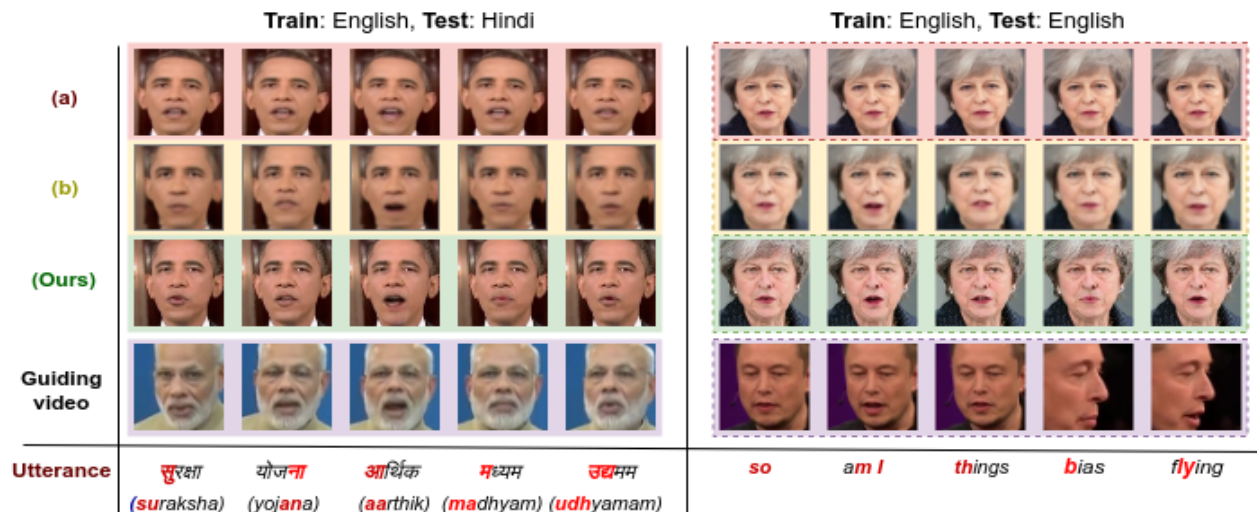 Train: English, Test: Hindi
Train: English, Test: English
(a)
(b)
(Ours)
Guiding
video
Utterance
सुरक्षा योजना आर्थिक मध्यम उद्यमम
so am I things bias flying
(suraksha) (yojana) (aarthik) (madhyam) (udhyamam)